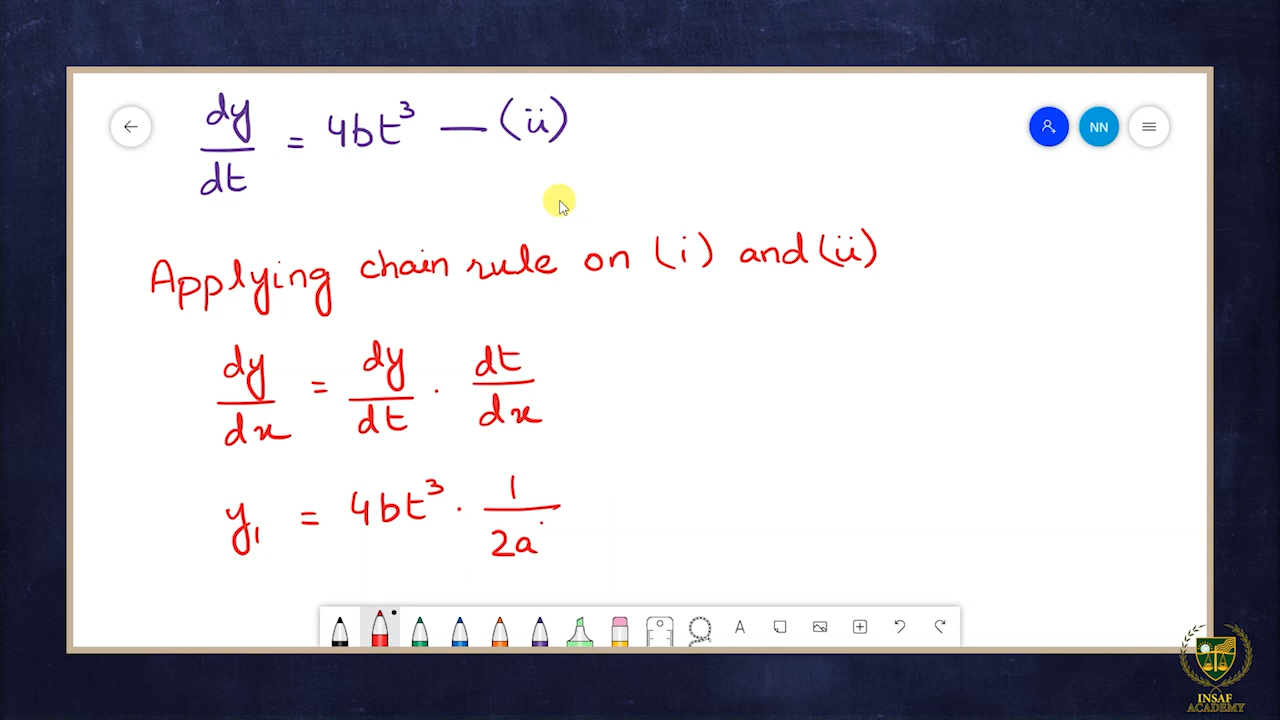 dy/dt = 4bt³ — (ii)
NN
Applying chain rule on (i) and (ii)
dy/dx = dy/dt · dt/dx
y₁ = 4bt³ · 1/2a
A
INSAF
ACADEMY